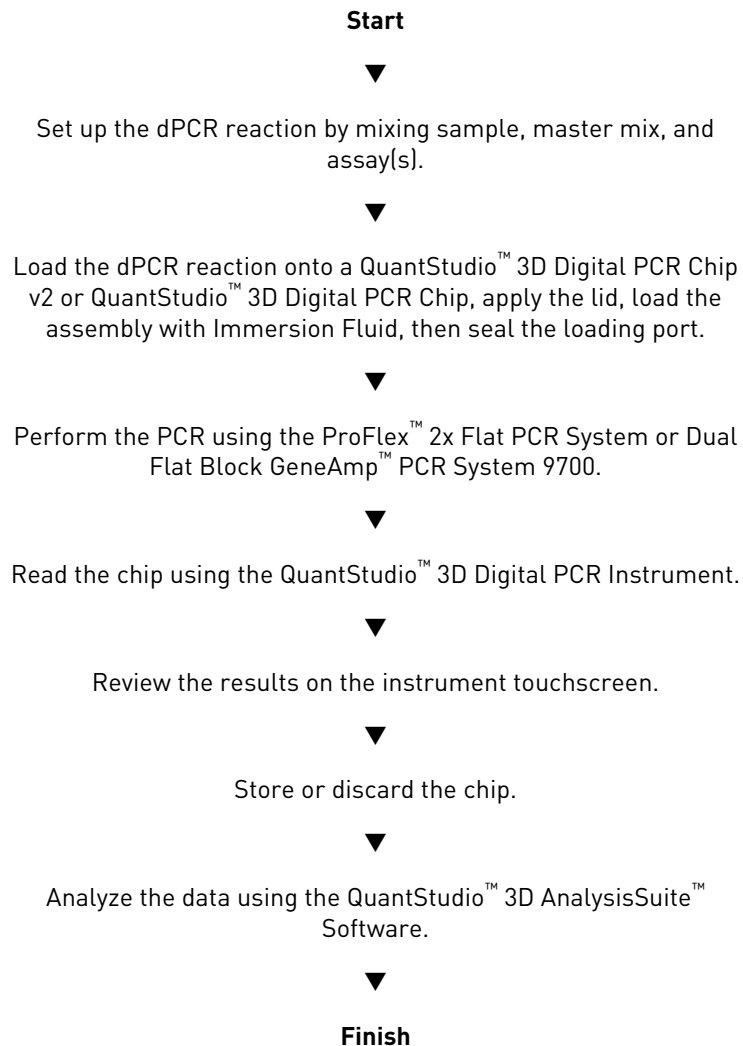 Start
▼
Set up the dPCR reaction by mixing sample, master mix, and
assay(s).
▼
Load the dPCR reaction onto a QuantStudio™ 3D Digital PCR Chip
v2 or QuantStudio™ 3D Digital PCR Chip, apply the lid, load the
assembly with Immersion Fluid, then seal the loading port.
▼
Perform the PCR using the ProFlex™ 2x Flat PCR System or Dual
Flat Block GeneAmp™ PCR System 9700.
▼
Read the chip using the QuantStudio™ 3D Digital PCR Instrument.
▼
Review the results on the instrument touchscreen.
▼
Store or discard the chip.
▼
Analyze the data using the QuantStudio™ 3D AnalysisSuite™
Software.
▼
Finish